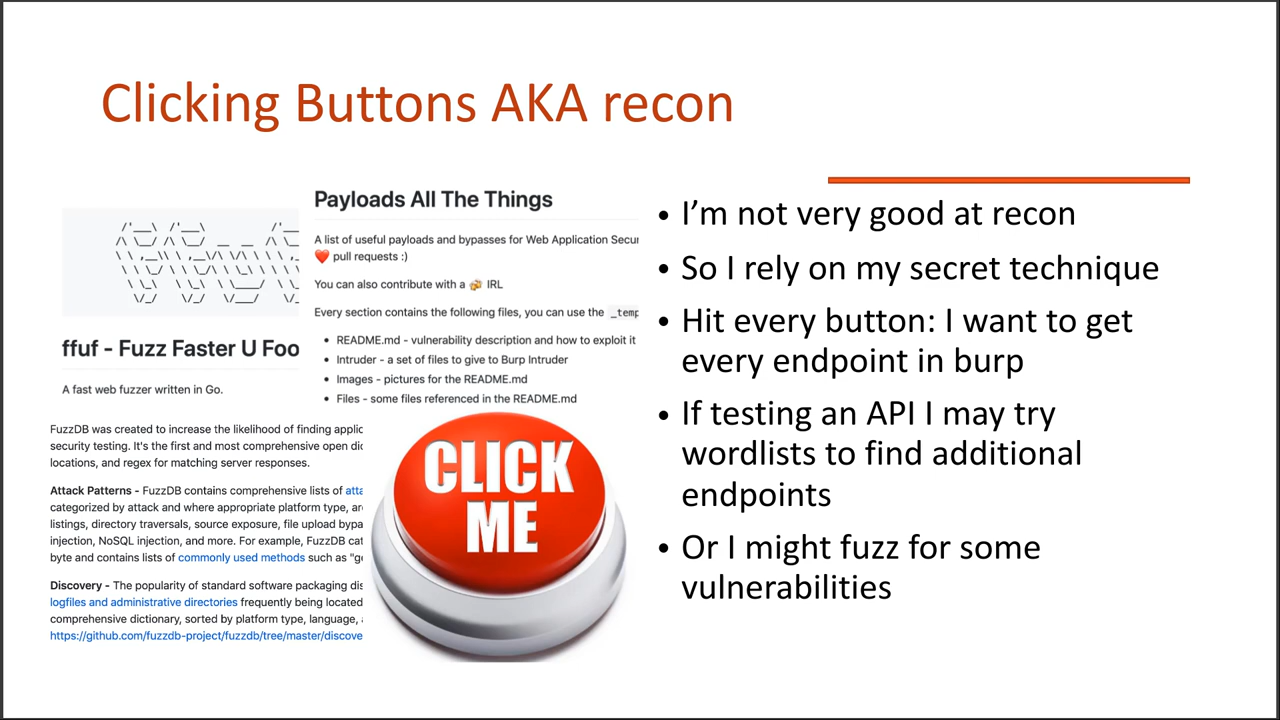 Clicking Buttons AKA recon
ffuf - Fuzz Faster U Foo
A fast web fuzzer written in Go.
Payloads All The Things
A list of useful payloads and bypasses for Web Application Secur
❤️ pull requests :)
You can also contribute with a 🍻 IRL
Every section contains the following files, you can use the _temp
• README.md - vulnerability description and how to exploit it
• Intruder - a set of files to give to Burp Intruder
• Images - pictures for the README.md
• Files - some files referenced in the README.md
FuzzDB was created to increase the likelihood of finding applic
security testing. It's the first and most comprehensive open dic
locations, and regex for matching server responses.
Attack Patterns - FuzzDB contains comprehensive lists of atta
categorized by attack and where appropriate platform type, are
listings, directory traversals, source exposure, file upload bypa
injection, NoSQL injection, and more. For example, FuzzDB cat
byte and contains lists of commonly used methods such as "ge
Discovery - The popularity of standard software packaging dis
logfiles and administrative directories frequently being located
comprehensive dictionary, sorted by platform type, language, a
https://github.com/fuzzdb-project/fuzzdb/tree/master/discove
CLICK
ME
• I’m not very good at recon
• So I rely on my secret technique
• Hit every button: I want to get
every endpoint in burp
• If testing an API I may try
wordlists to find additional
endpoints
• Or I might fuzz for some
vulnerabilities